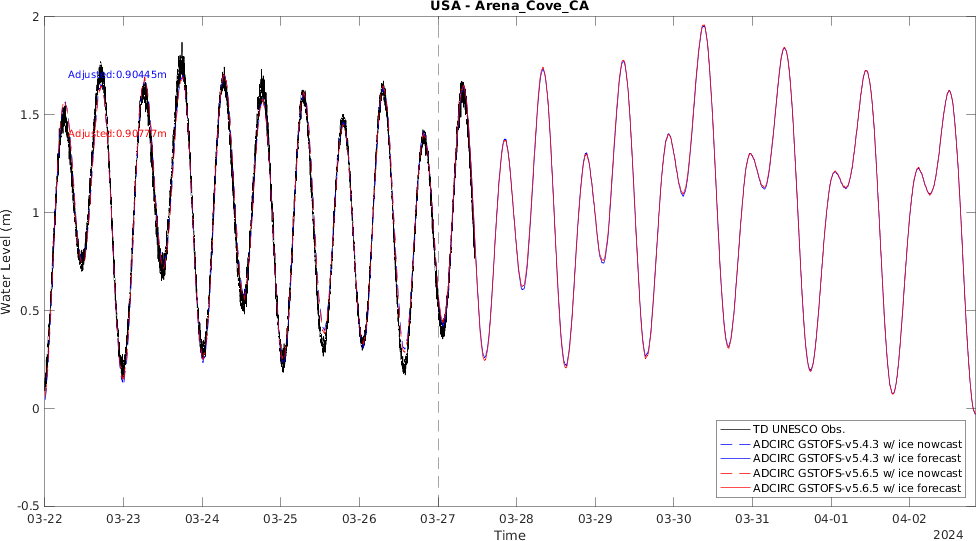 USA - Arena_Cove_CA
2
1.5
1
0.5
0
-0.5
Water Level (m)
Adjusted:0.90445m
Adjusted:0.90777m
TD UNESCO Obs.
ADCIRC GSTOFS-v5.4.3 w/ ice nowcast
ADCIRC GSTOFS-v5.4.3 w/ ice forecast
ADCIRC GSTOFS-v5.6.5 w/ ice nowcast
ADCIRC GSTOFS-v5.6.5 w/ ice forecast
03-22 03-23 03-24 03-25 03-26 03-27 03-28 03-29 03-30 03-31 04-01 04-02
Time
2024